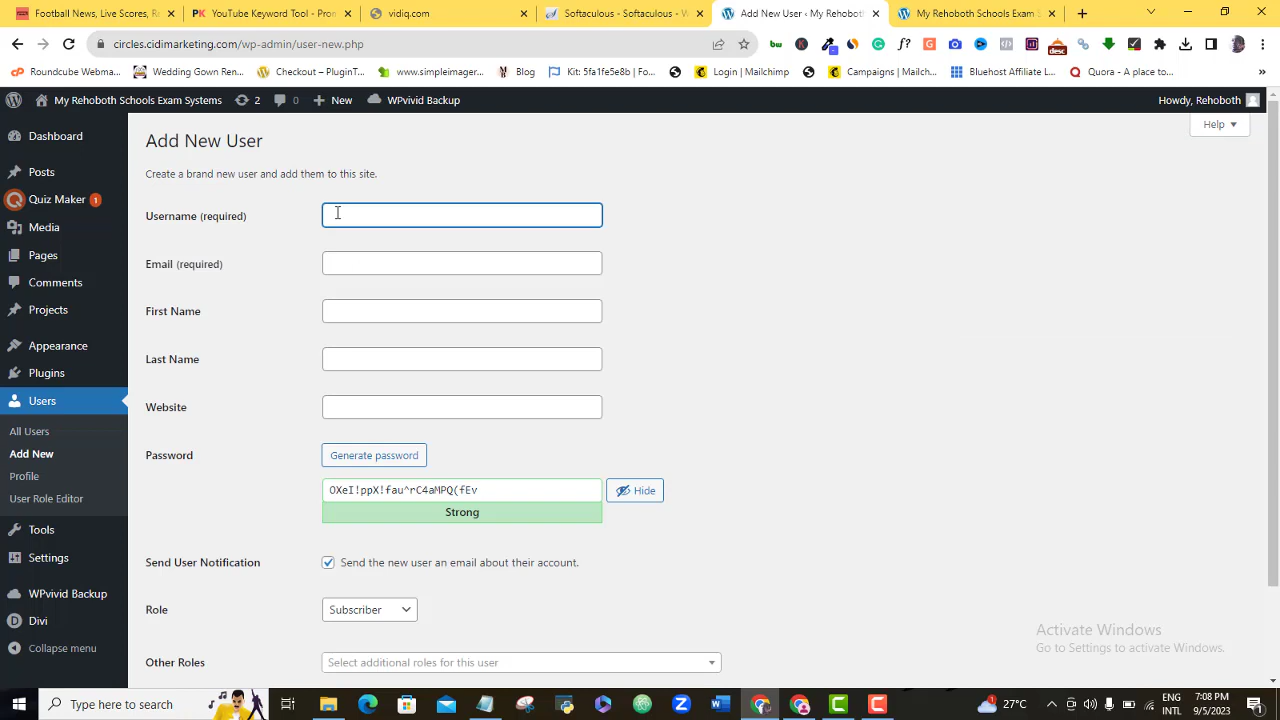 Football News, Live Scores, R
YouTube Keyword Tool - Pro
vidiq.com
Softaculous - Softaculous - W
Add New User ‹ My Rehoboth
My Rehoboth Schools Exam S
circles.cidimarketing.com/wp-admin/user-new.php
Roundcube Webma...
Wedding Gown Ren...
Checkout – PluginT...
www.simpleimager...
Blog
Kit: 5fa1fe5e8b | Fo...
Login | Mailchimp
Campaigns | Mailch...
Bluehost Affiliate L...
Quora - A place to...
My Rehoboth Schools Exam Systems
2
0
New
WPvivid Backup
Howdy, Rehoboth
Help
Dashboard
Posts
Quiz Maker 1
Media
Pages
Comments
Projects
Appearance
Plugins
Users
All Users
Add New
Profile
User Role Editor
Tools
Settings
WPvivid Backup
Divi
Collapse menu
Add New User
Create a brand new user and add them to this site.
Username (required)
Email (required)
First Name
Last Name
Website
Password
Generate password
OXeI!ppX!fau^rC4aMPQ(fEv
Hide
Strong
Send User Notification
Send the new user an email about their account.
Role
Subscriber
Other Roles
Select additional roles for this user
Activate Windows
Go to Settings to activate Windows.
Type here to search
27°C
ENG
INTL
7:08 PM
9/5/2023